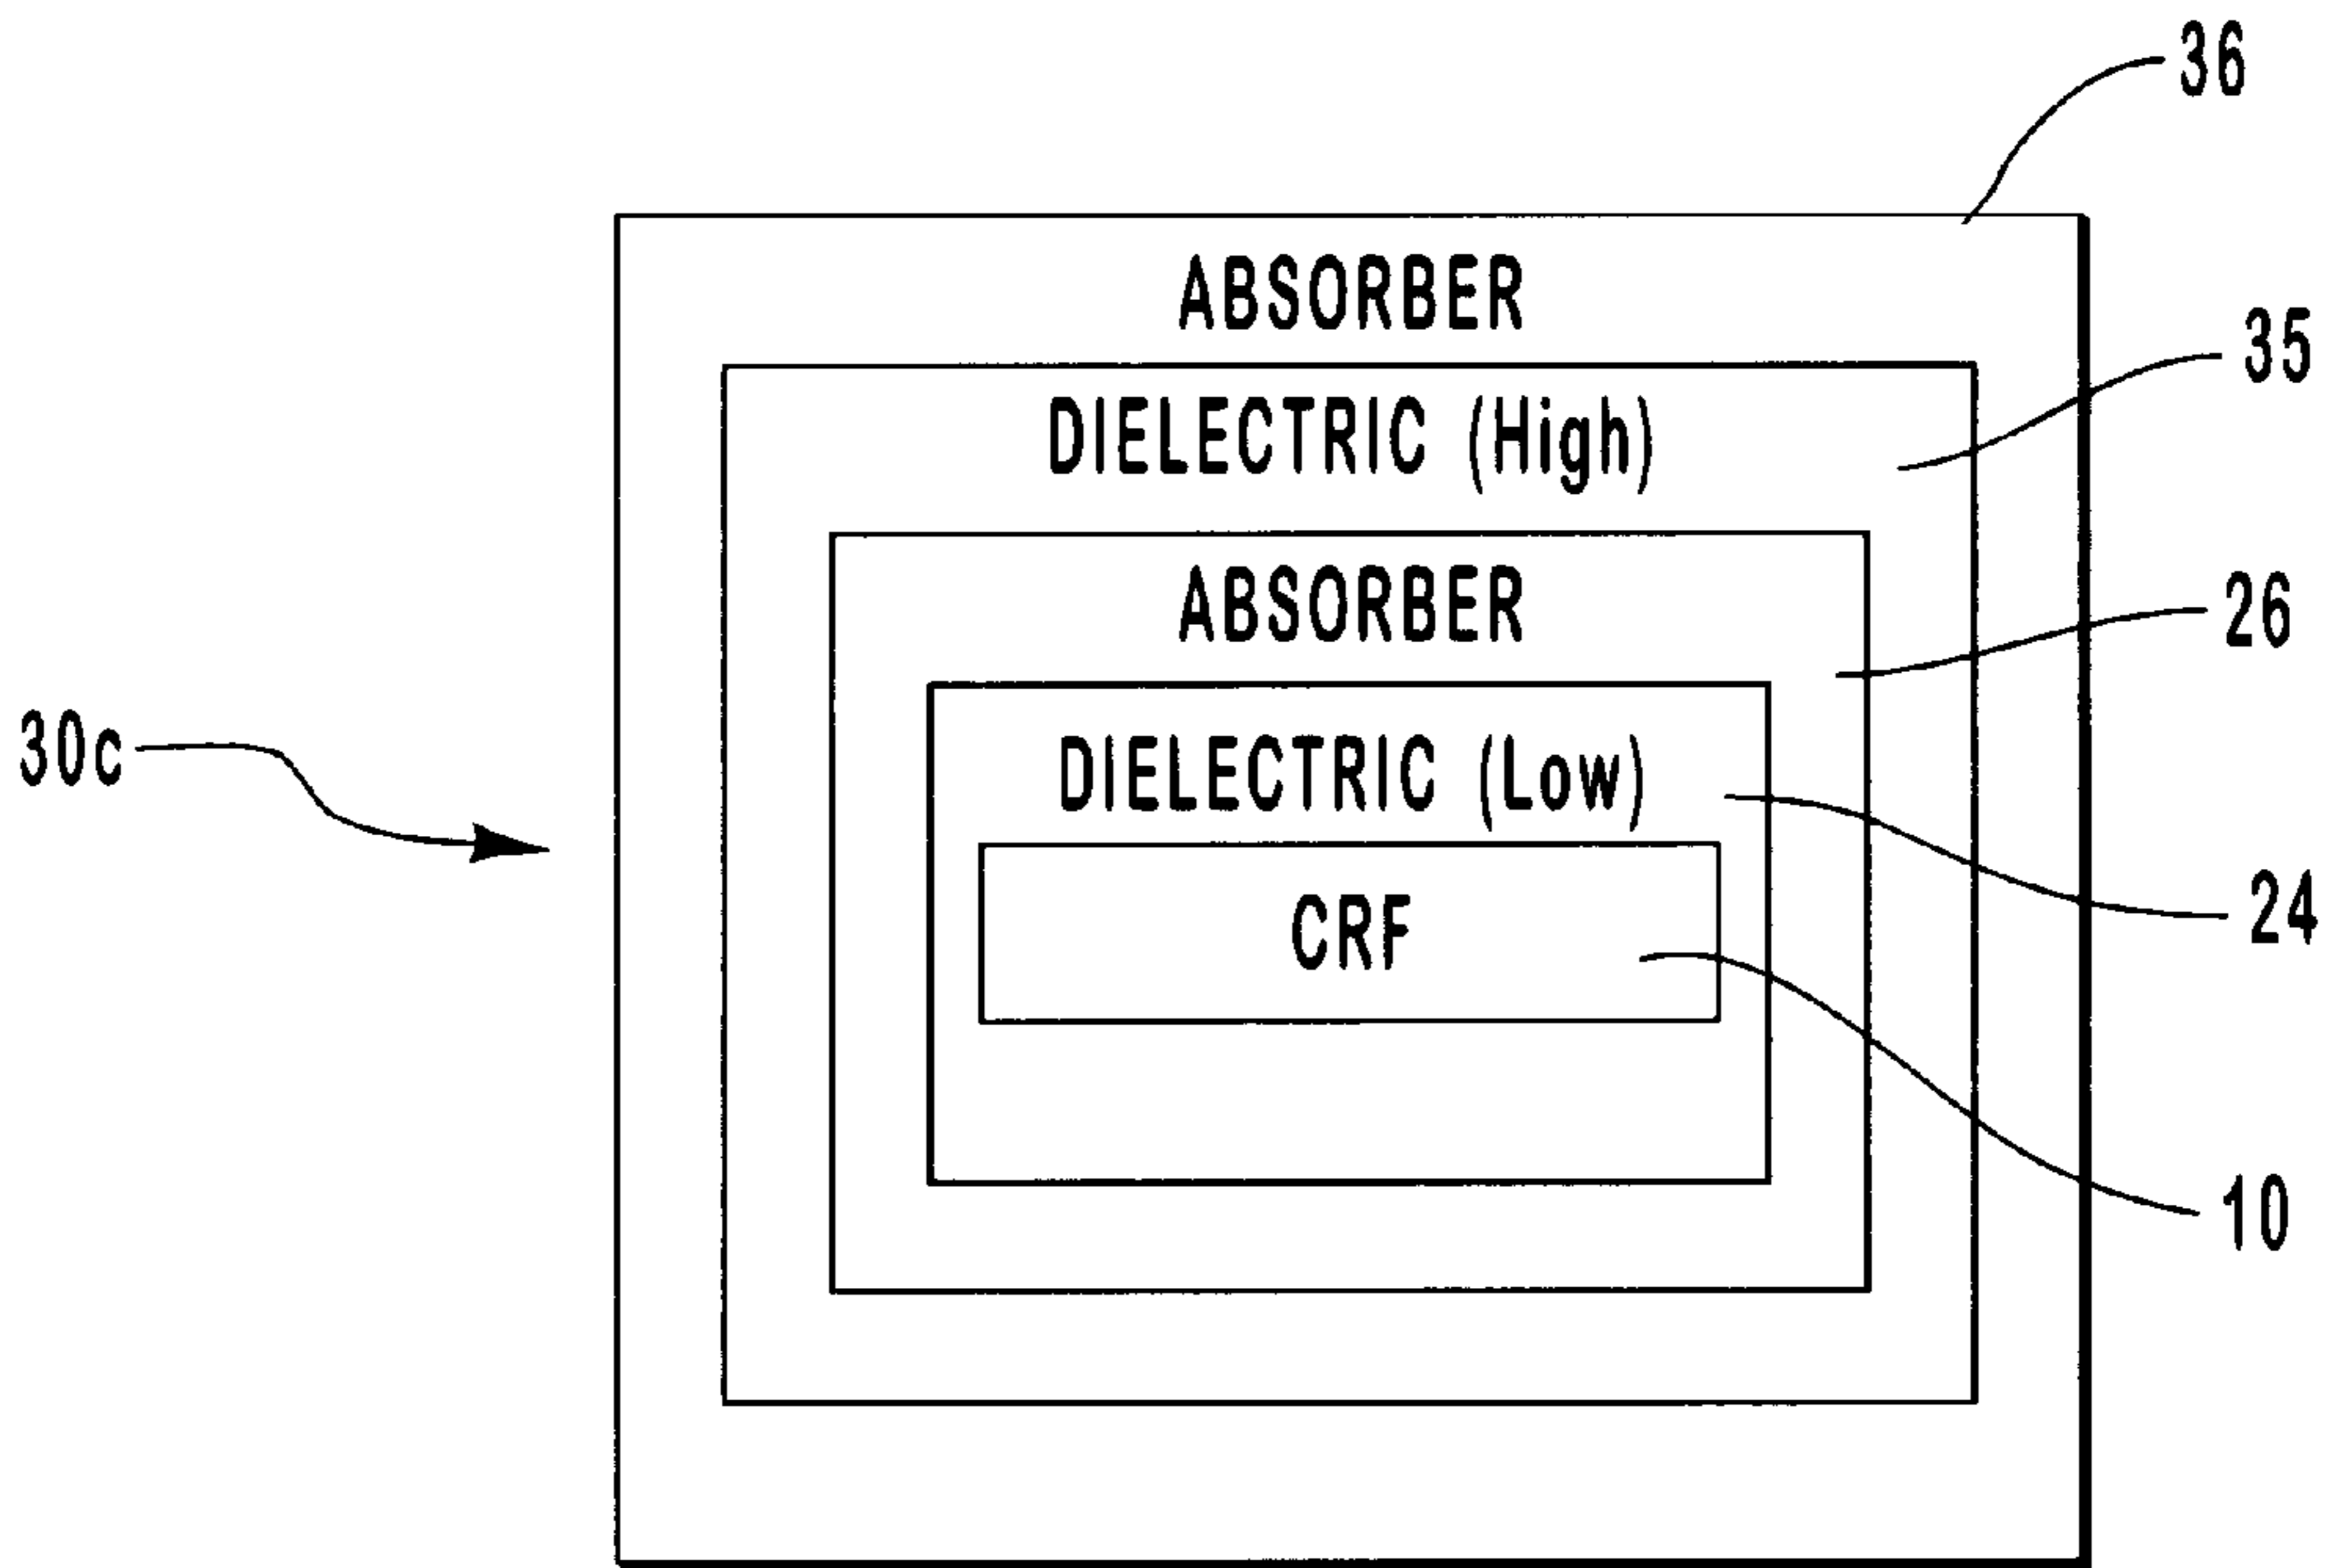 36
ABSORBER
35
DIELECTRIC (High)
ABSORBER
26
30c
DIELECTRIC (Low)
24
CRF
10